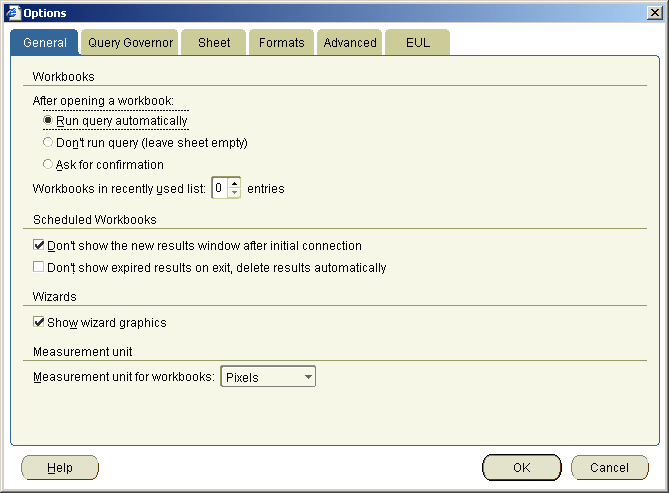 Options
General Query Governor Sheet Formats Advanced EUL
Workbooks
After opening a workbook:
Run query automatically
Don't run query (leave sheet empty)
Ask for confirmation
Workbooks in recently used list: 0 entries
Scheduled Workbooks
Don't show the new results window after initial connection
Don't show expired results on exit, delete results automatically
Wizards
Show wizard graphics
Measurement unit
Measurement unit for workbooks: Pixels
Help OK Cancel